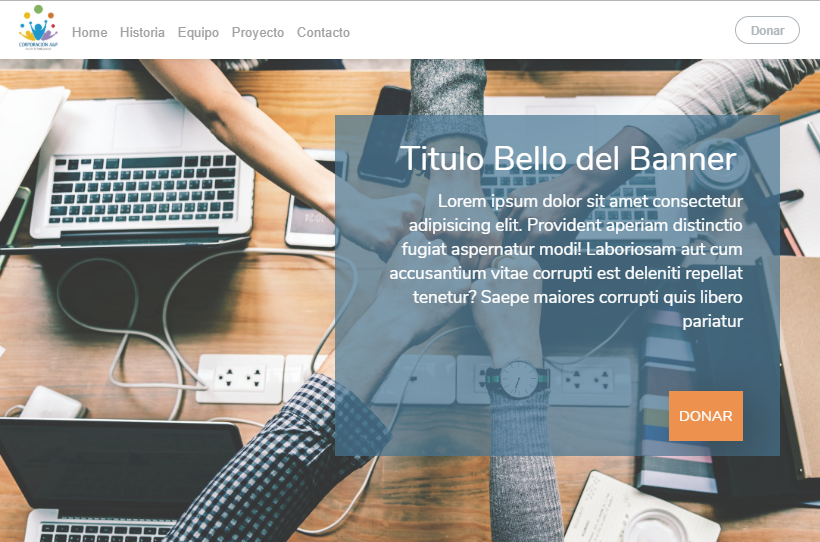 CORPORACION A&P
Home Historia Equipo Proyecto Contacto
Donar
Titulo Bello del Banner
Lorem ipsum dolor sit amet consectetur
adipisicing elit. Provident aperiam distinctio
fugiat aspernatur modi! Laboriosam aut cum
accusantium vitae corrupti est deleniti repellat
tenetur? Saepe maiores corrupti quis libero
pariatur
DONAR